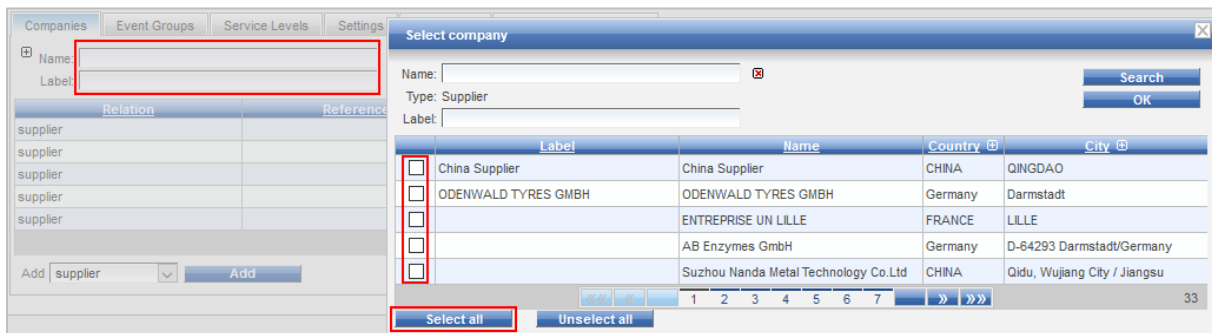 Companies Event Groups Service Levels Settings
Name:
Label:
Relation Reference
supplier
supplier
supplier
supplier
supplier
Add supplier Add
Select company
Name:
Search
Type: Supplier
OK
Label:
Label Name Country City
China Supplier China Supplier CHINA QINGDAO
ODENWALD TYRES GMBH ODENWALD TYRES GMBH Germany Darmstadt
ENTREPRISE UN LILLE FRANCE LILLE
AB Enzymes GmbH Germany D-64293 Darmstadt/Germany
Suzhou Nanda Metal Technology Co.Ltd CHINA Qidu, Wujiang City / Jiangsu
«« « 1 2 3 4 5 6 7 » »» 33
Select all Unselect all